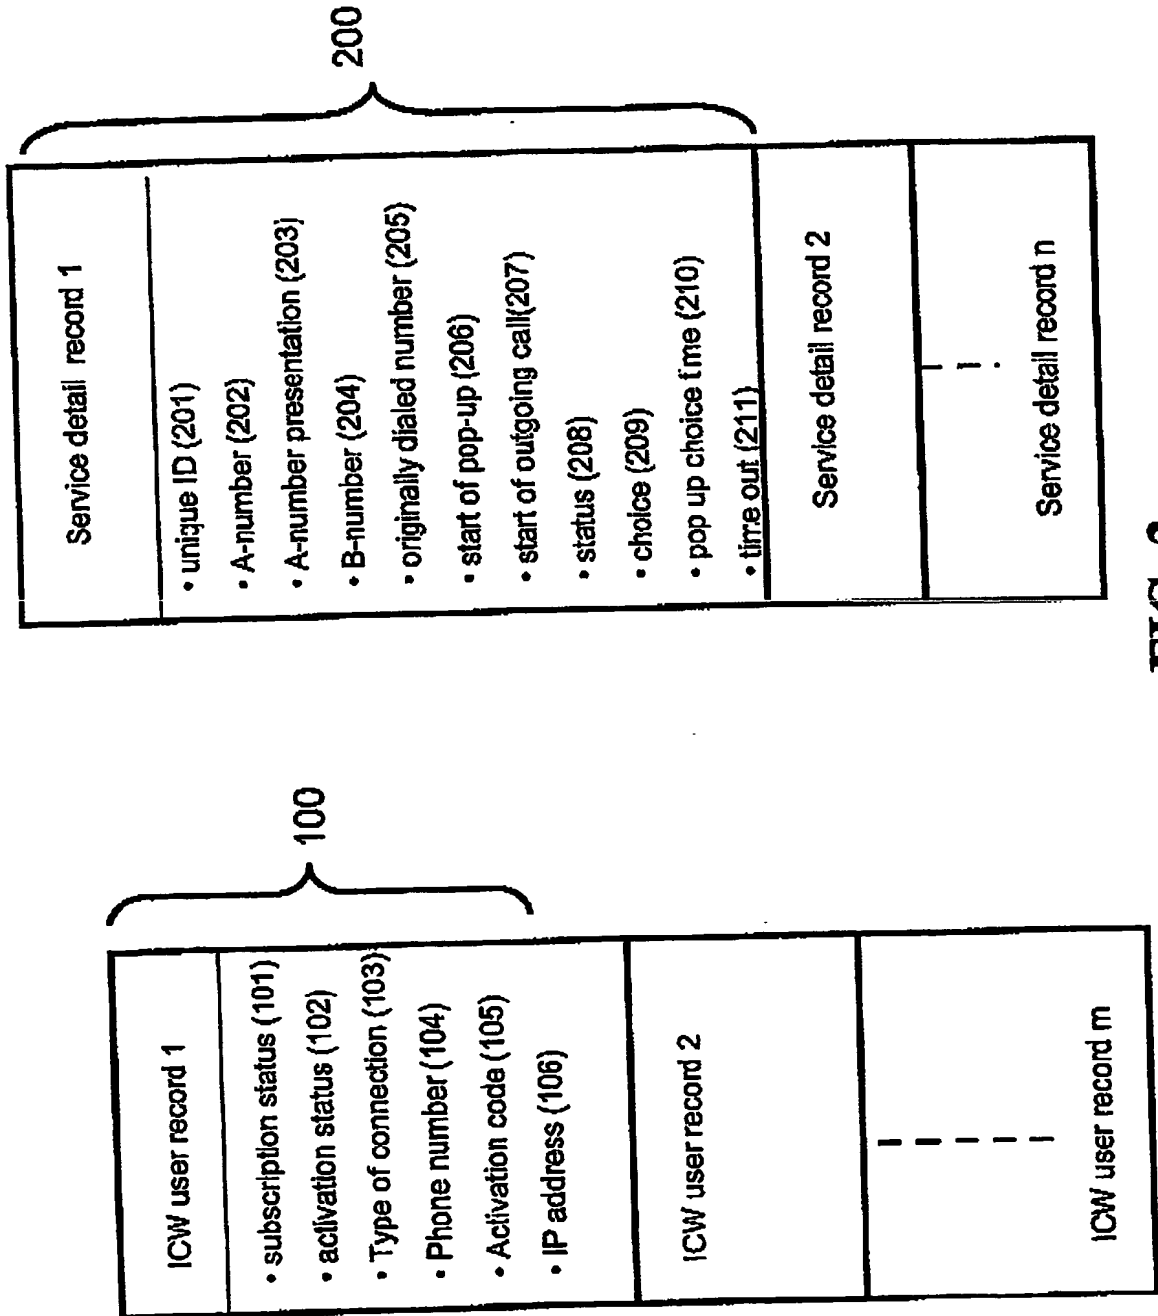 ICW user record 1
• subscription status (101)
• activation status (102)
• Type of connection (103)
• Phone number (104)
• Activation code (105)
• IP address (106)
ICW user record 2
ICW user record m
100
Service detail record 1
• unique ID (201)
• A-number (202)
• A-number presentation (203)
• B-number (204)
• originally dialed number (205)
• start of pop-up (206)
• start of outgoing call(207)
• status (208)
• choice (209)
• pop up choice time (210)
• time out (211)
Service detail record 2
Service detail record n
200